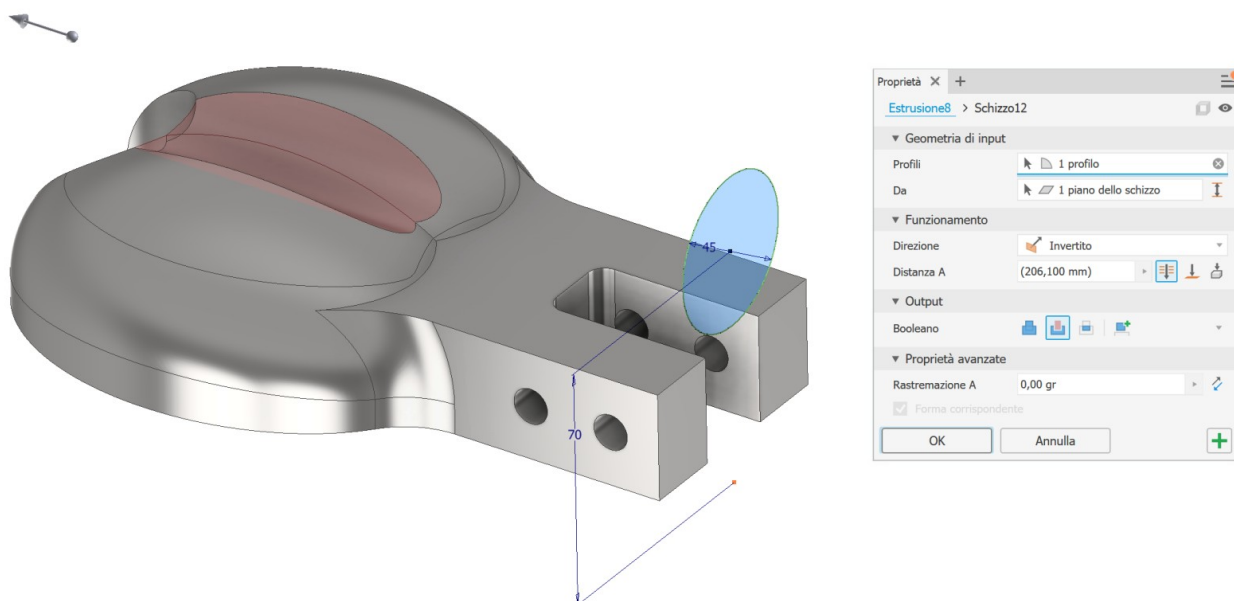 Proprietà
Estrusione8 > Schizzo12
Geometria di input
Profili 1 profilo
Da 1 piano dello schizzo
Funzionamento
Direzione Invertito
Distanza A (206,100 mm)
Output
Booleano
Proprietà avanzate
Rastremazione A 0,00 gr
Forma corrispondente
OK Annulla
45
70